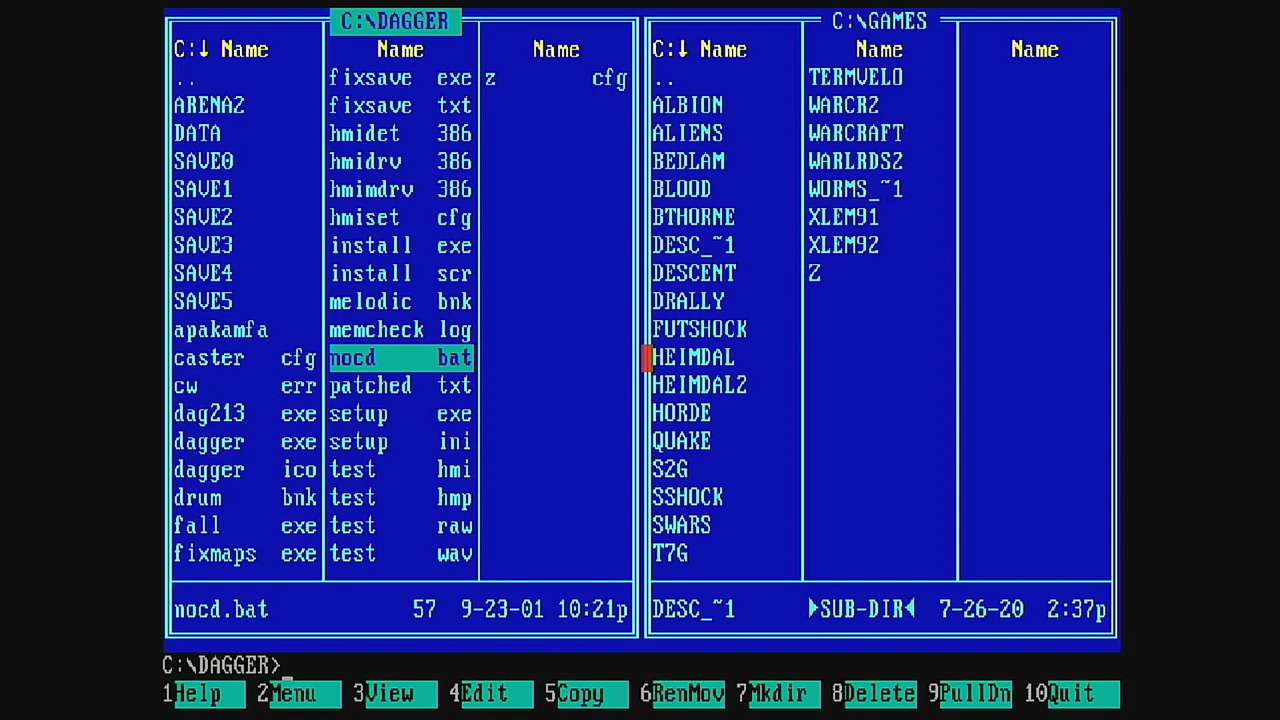 C:\DAGGER C:\GAMES
C:↓ Name Name Name C:↓ Name Name Name
.. fixsave exe z cfg .. TERMVELO
ARENA2 fixsave txt ALBION WARCR2
DATA hmidet 386 ALIENS WARCRAFT
SAVE0 hmidrv 386 BEDLAM WARLRDS2
SAVE1 hmimdrv 386 BLOOD WORMS_~1
SAVE2 hmiset cfg BTHORNE XLEM91
SAVE3 install exe DESC_~1 XLEM92
SAVE4 install scr DESCENT Z
SAVE5 melodic bnk DRALLY
apakamfa memcheck log FUTSHOCK
caster cfg nocd bat HEIMDAL
cw err patched txt HEIMDAL2
dag213 exe setup exe HORDE
dagger exe setup ini QUAKE
dagger ico test hmi S2G
drum bnk test hmp SSHOCK
fall exe test raw SWARS
fixmaps exe test wav T7G
nocd.bat 57 9-23-01 10:21p DESC_~1 ►SUB-DIR◄ 7-26-20 2:37p
C:\DAGGER>_
1Help 2Menu 3View 4Edit 5Copy 6RenMov 7Mkdir 8Delete 9PullDn 10Quit